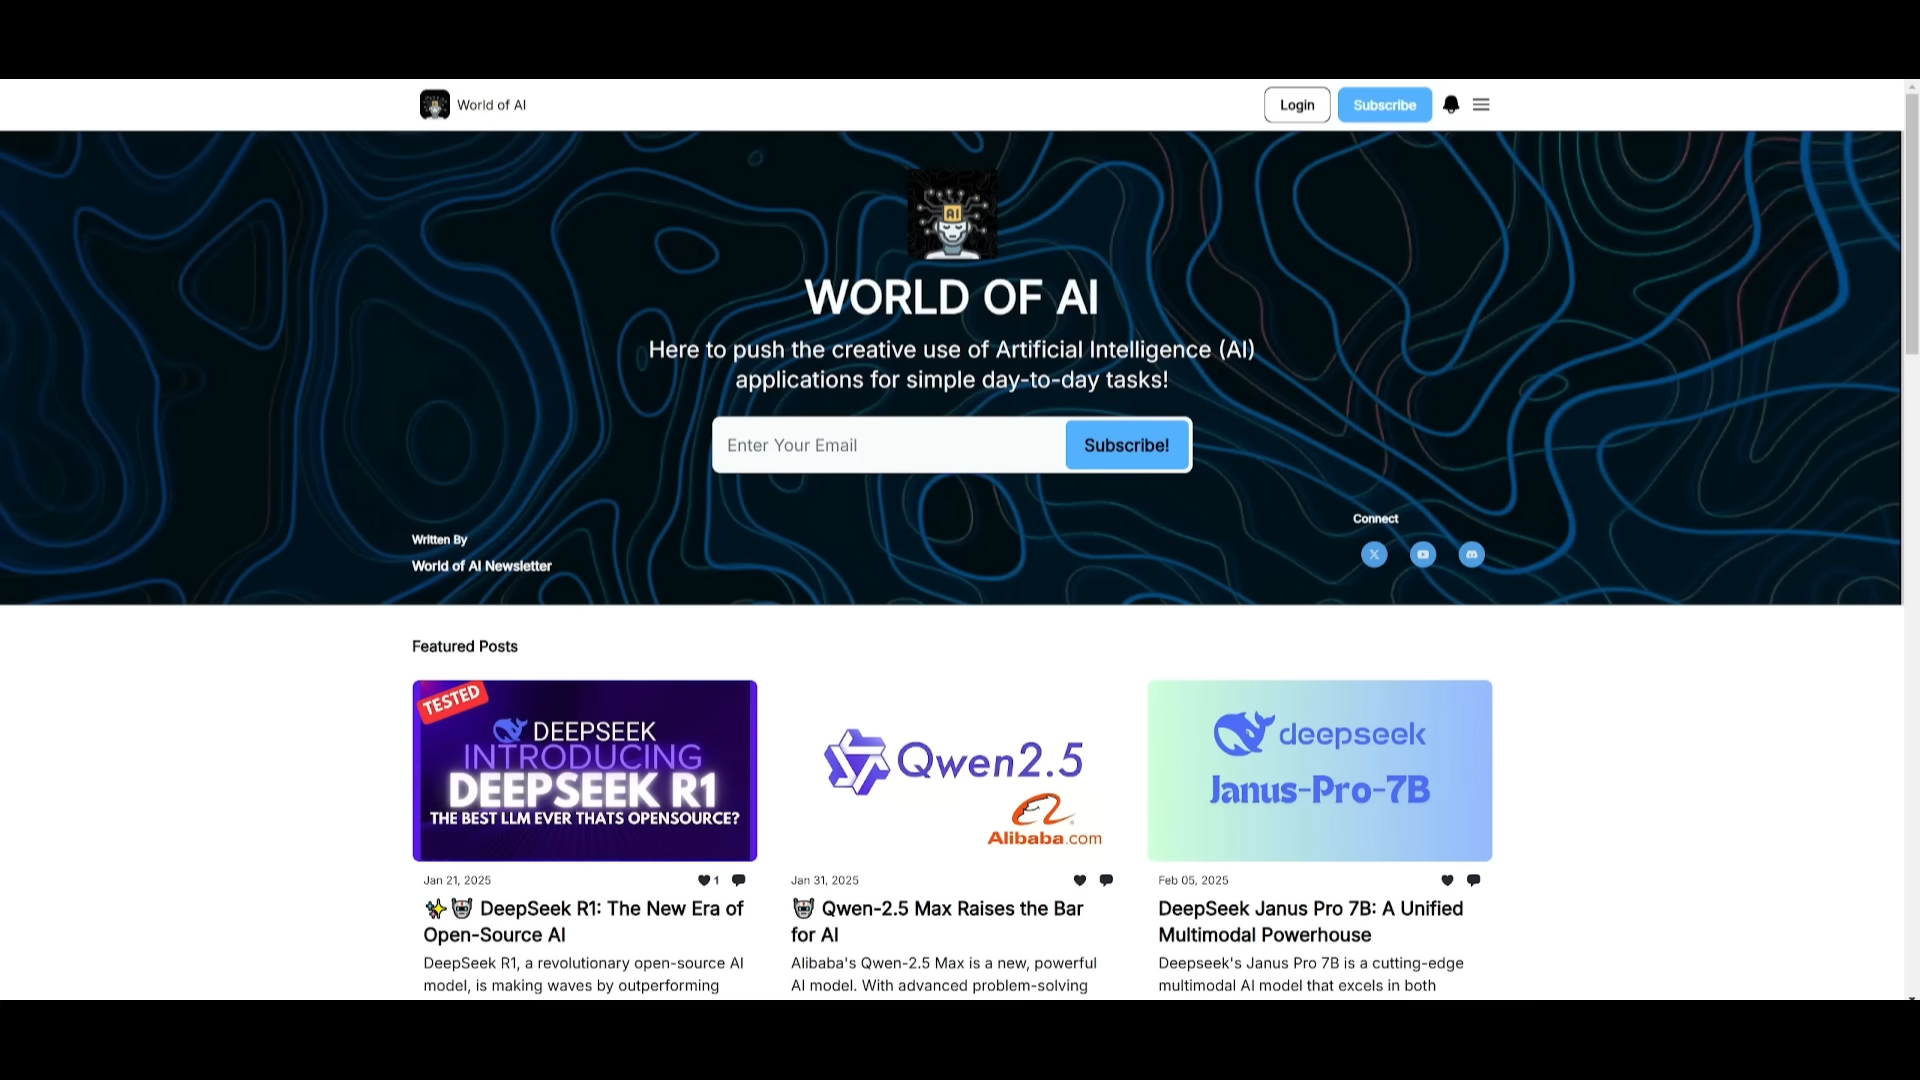 World of AI
Login
Subscribe
AI
WORLD OF AI
Here to push the creative use of Artificial Intelligence (AI)
applications for simple day-to-day tasks!
Enter Your Email
Subscribe!
Written By
World of AI Newsletter
Connect
Featured Posts
TESTED
DEEPSEEK
INTRODUCING
DEEPSEEK R1
THE BEST LLM EVER THATS OPENSOURCE?
Qwen2.5
Alibaba.com
deepseek
Janus-Pro-7B
Jan 21, 2025
1
✨🤖 DeepSeek R1: The New Era of
Open-Source AI
DeepSeek R1, a revolutionary open-source AI
model, is making waves by outperforming
Jan 31, 2025
🤖 Qwen-2.5 Max Raises the Bar
for AI
Alibaba's Qwen-2.5 Max is a new, powerful
AI model. With advanced problem-solving
Feb 05, 2025
DeepSeek Janus Pro 7B: A Unified
Multimodal Powerhouse
Deepseek's Janus Pro 7B is a cutting-edge
multimodal AI model that excels in both